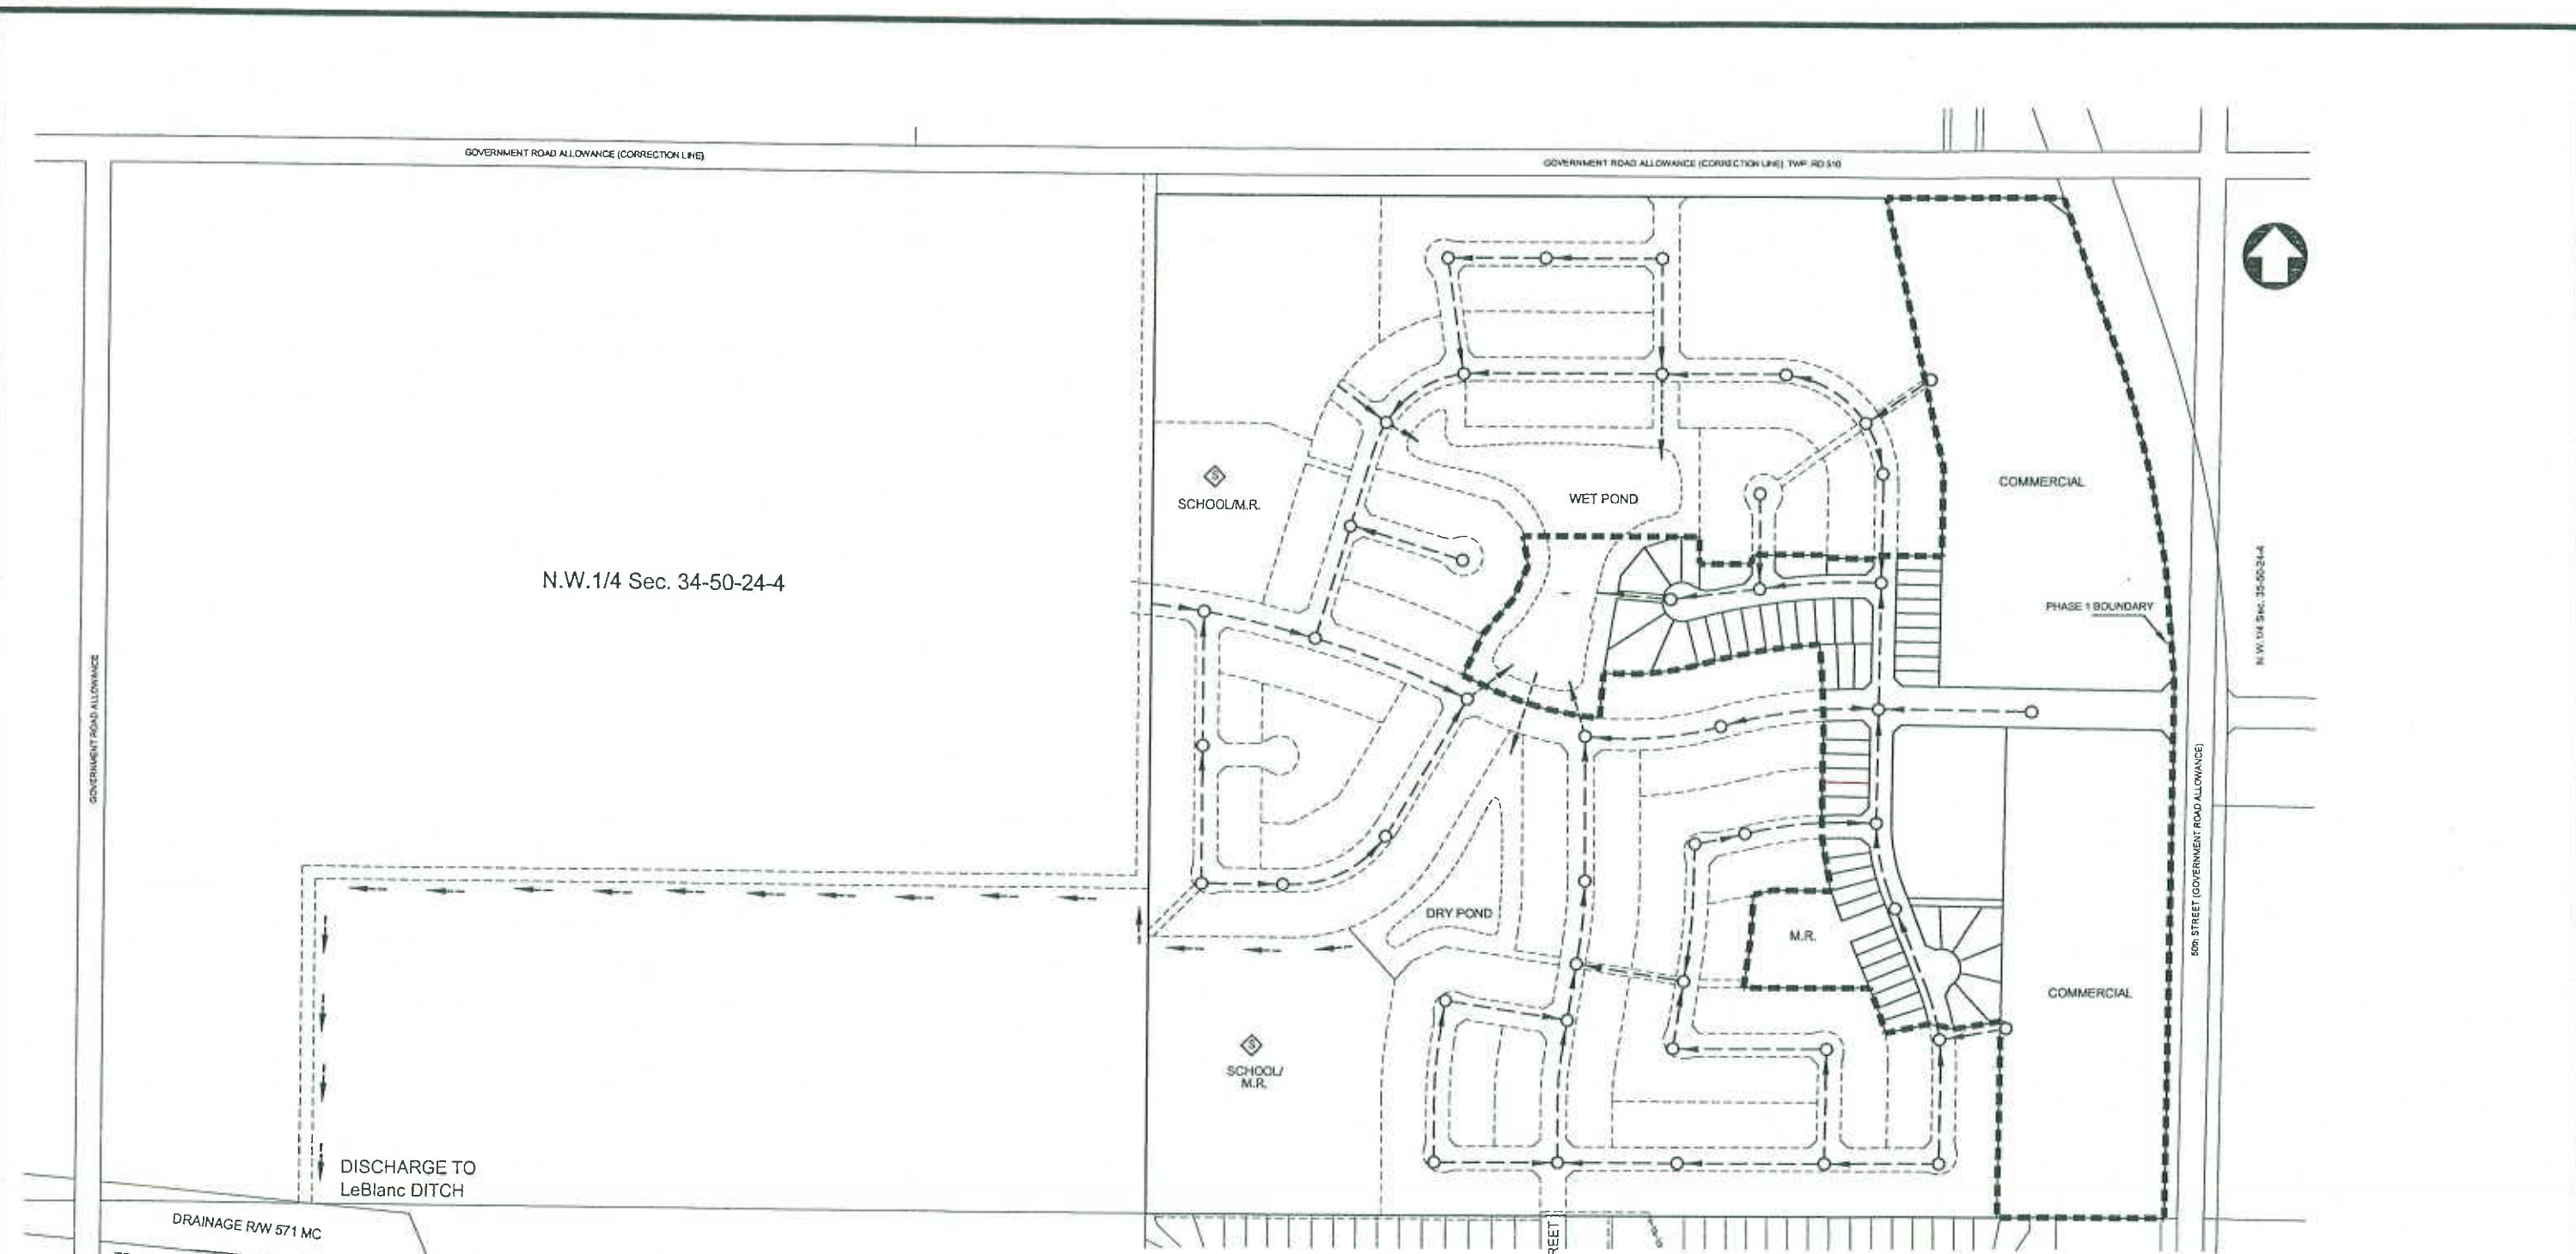 GOVERNMENT ROAD ALLOWANCE (CORRECTION LINE)
GOVERNMENT ROAD ALLOWANCE (CORRECTION LINE) TWP. RD 510
COMMERCIAL
S
SCHOOL/M.R.
WET POND
N.W.1/4 Sec. 34-50-24-4
PHASE 1 BOUNDARY
N.W.1/4 Sec. 35-50-24-4
GOVERNMENT ROAD ALLOWANCE
50th STREET (GOVERNMENT ROAD ALLOWANCE)
DRY POND
M.R.
COMMERCIAL
S
SCHOOL/
M.R.
DISCHARGE TO
LeBlanc DITCH
DRAINAGE R/W 571 MC
REET)